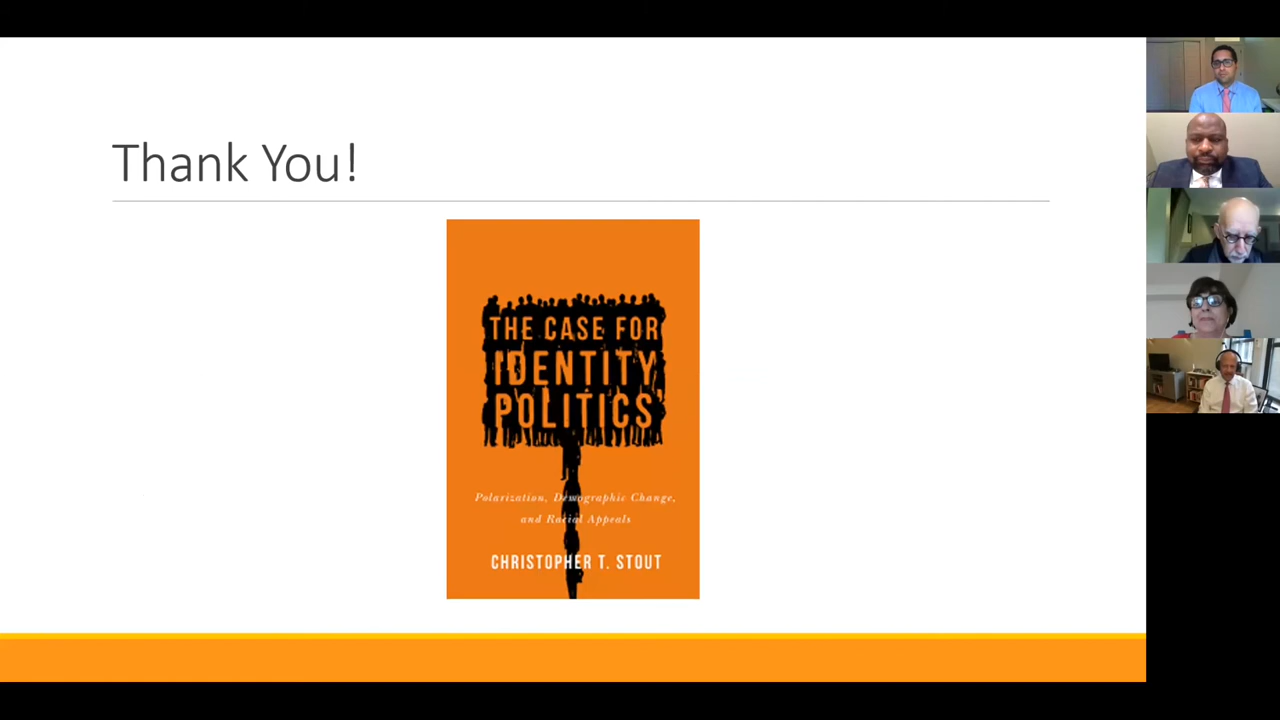 Thank You!
THE CASE FOR
IDENTITY
POLITICS
Polarization, Demographic Change,
and Racial Appeals
CHRISTOPHER T. STOUT